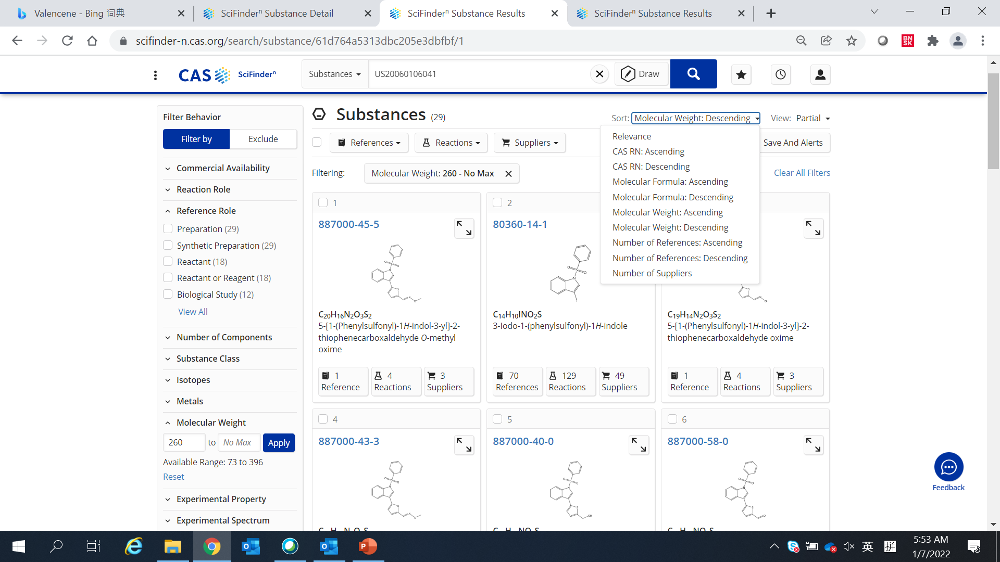 Valencene - Bing 词典
SciFinderⁿ Substance Detail
SciFinderⁿ Substance Results
SciFinderⁿ Substance Results
scifinder-n.cas.org/search/substance/61d764a5313dbc205e3dbfbf/1
BN
SK
CAS SciFinderⁿ
Substances
US20060106041
Draw
Filter Behavior
Filter by
Exclude
Commercial Availability
Reaction Role
Reference Role
Preparation (29)
Synthetic Preparation (29)
Reactant (18)
Reactant or Reagent (18)
Biological Study (12)
View All
Number of Components
Substance Class
Isotopes
Metals
Molecular Weight
260 to No Max Apply
Available Range: 73 to 396
Reset
Experimental Property
Experimental Spectrum
Substances (29)
Sort: Molecular Weight: Descending
View: Partial
References
Reactions
Suppliers
Save And Alerts
Relevance
CAS RN: Ascending
CAS RN: Descending
Molecular Formula: Ascending
Molecular Formula: Descending
Molecular Weight: Ascending
Molecular Weight: Descending
Number of References: Ascending
Number of References: Descending
Number of Suppliers
Filtering:
Molecular Weight: 260 - No Max
Clear All Filters
1
887000-45-5
C₂₀H₁₆N₂O₃S₂
5-[1-(Phenylsulfonyl)-1H-indol-3-yl]-2-
thiophenecarboxaldehyde O-methyl
oxime
1
Reference
4
Reactions
3
Suppliers
2
80360-14-1
C₁₄H₁₀INO₂S
3-Iodo-1-(phenylsulfonyl)-1H-indole
70
References
129
Reactions
49
Suppliers
C₁₉H₁₄N₂O₃S₂
5-[1-(Phenylsulfonyl)-1H-indol-3-yl]-2-
thiophenecarboxaldehyde oxime
1
Reference
4
Reactions
3
Suppliers
4
887000-43-3
5
887000-40-0
6
887000-58-0
Feedback
英
拼
5:53 AM
1/7/2022